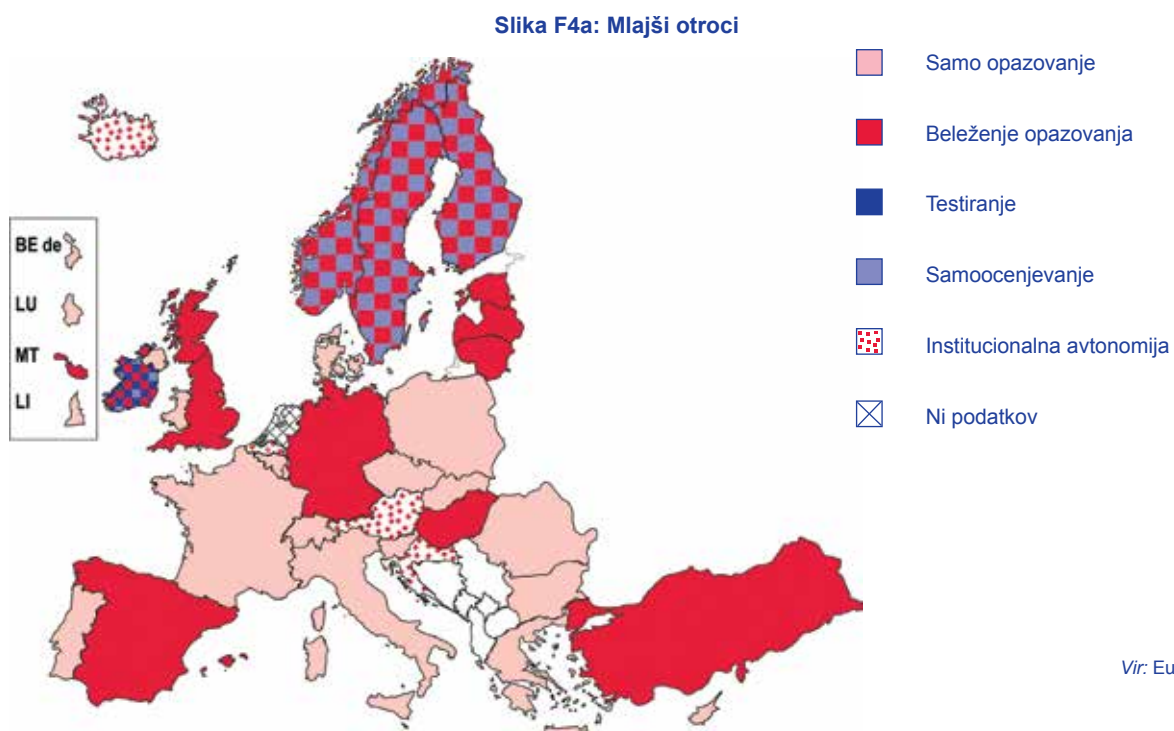 Slika F4a: Mlajši otroci
Samo opazovanje
Beleženje opazovanja
Testiranje
Samoocenjevanje
Institucionalna avtonomija
Ni podatkov
BE de
LU
MT
LI
Vir: Eu